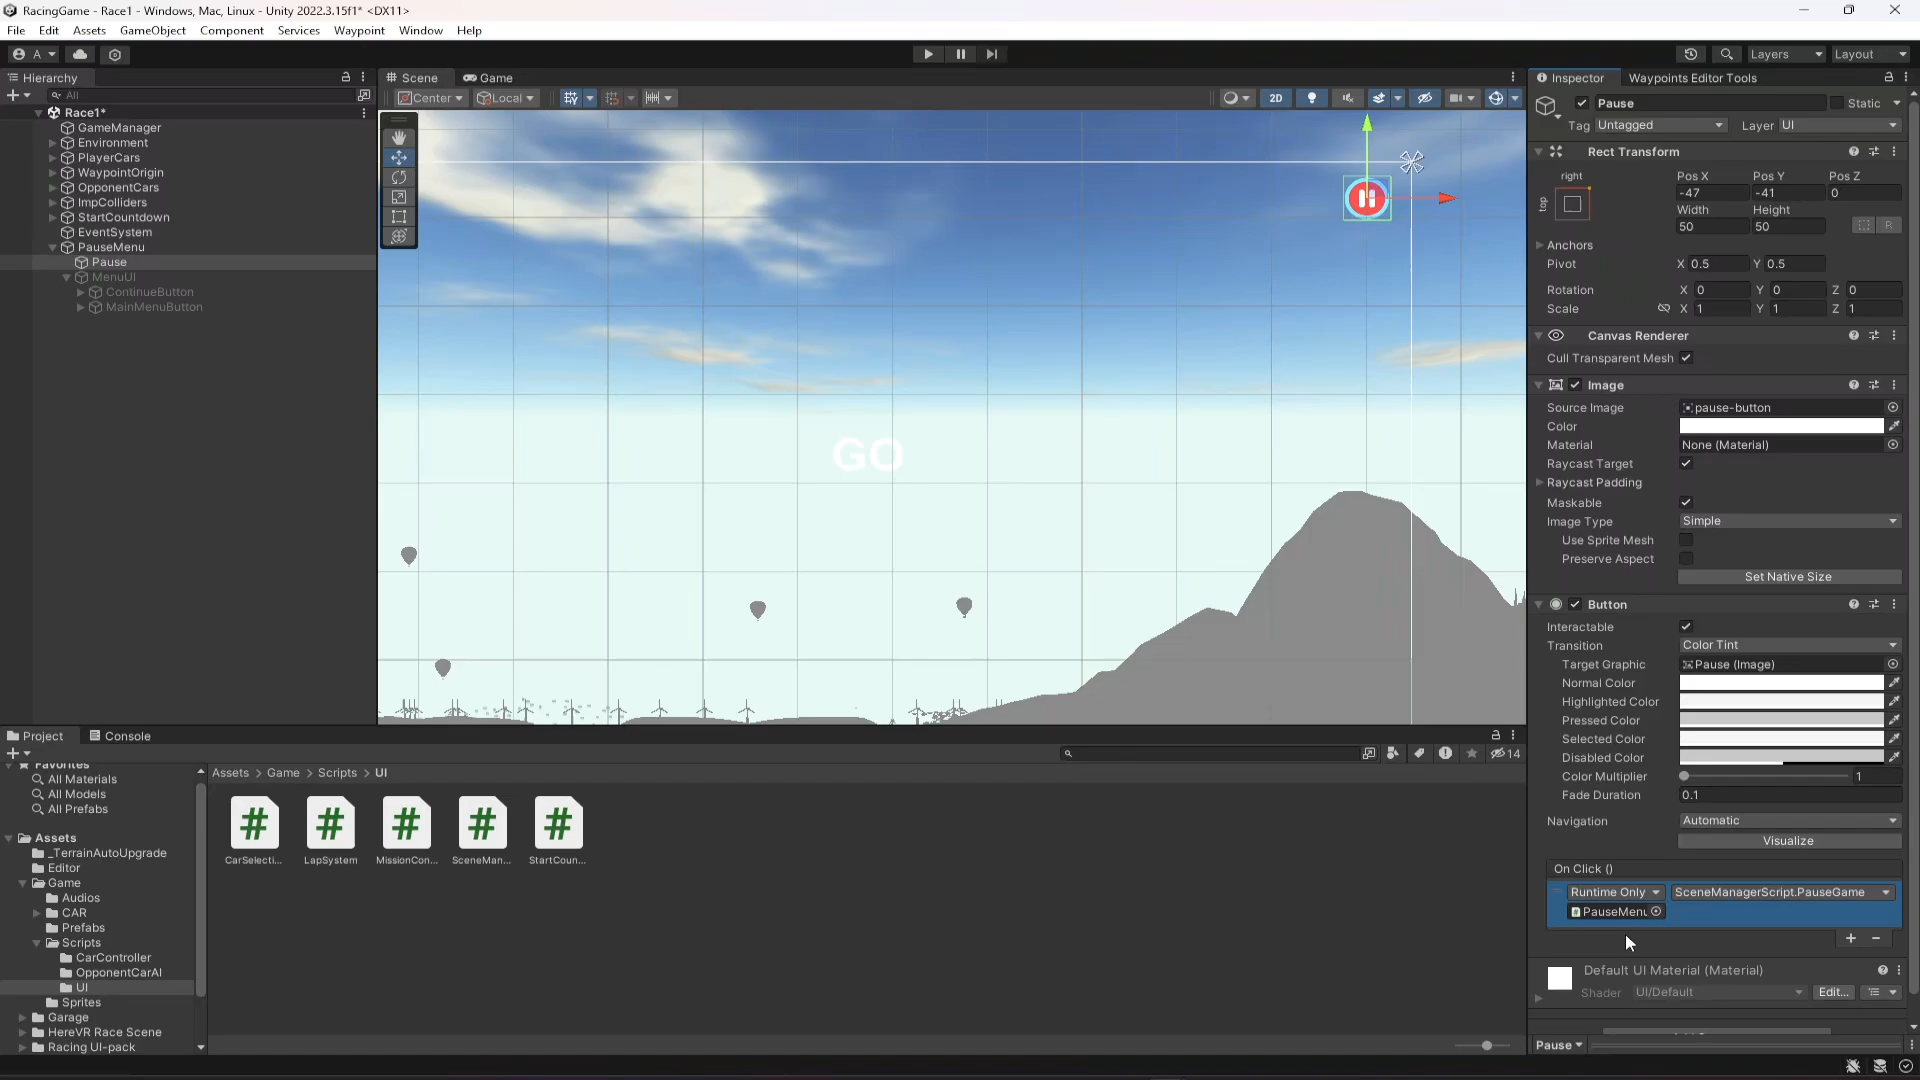 RacingGame - Race1 - Windows, Mac, Linux - Unity 2022.3.15f1* <DX11>
File Edit Assets GameObject Component Services Waypoint Window Help
A
Layers
Layout
Hierarchy
All
Race1*
GameManager
Environment
PlayerCars
WaypointOrigin
OpponentCars
ImpColliders
StartCountdown
EventSystem
PauseMenu
Pause
MenuUI
ContinueButton
MainMenuButton
Scene Game
Center Local 2D
GO
Inspector Waypoints Editor Tools
Pause Static
Tag Untagged Layer UI
Rect Transform
right
top
Pos X Pos Y Pos Z
-47 -41 0
Width Height
50 50 R
Anchors
Pivot X 0.5 Y 0.5
Rotation X 0 Y 0 Z 0
Scale X 1 Y 1 Z 1
Canvas Renderer
Cull Transparent Mesh
Image
Source Image pause-button
Color
Material None (Material)
Raycast Target
Raycast Padding
Maskable
Image Type Simple
Use Sprite Mesh
Preserve Aspect
Set Native Size
Button
Interactable
Transition Color Tint
Target Graphic Pause (Image)
Normal Color
Highlighted Color
Pressed Color
Selected Color
Disabled Color
Color Multiplier 1
Fade Duration 0.1
Navigation Automatic
Visualize
On Click ()
Runtime Only SceneManagerScript.PauseGame
PauseMenu
+ -
Default UI Material (Material)
Shader UI/Default Edit...
Pause
Project Console
14
Favorites
All Materials
All Models
All Prefabs
Assets
_TerrainAutoUpgrade
Editor
Game
Audios
CAR
Prefabs
Scripts
CarController
OpponentCarAI
UI
Sprites
Garage
HereVR Race Scene
Racing UI-pack
Assets > Game > Scripts > UI
# # # # #
CarSelecti... LapSystem MissionCon... SceneMan... StartCoun...